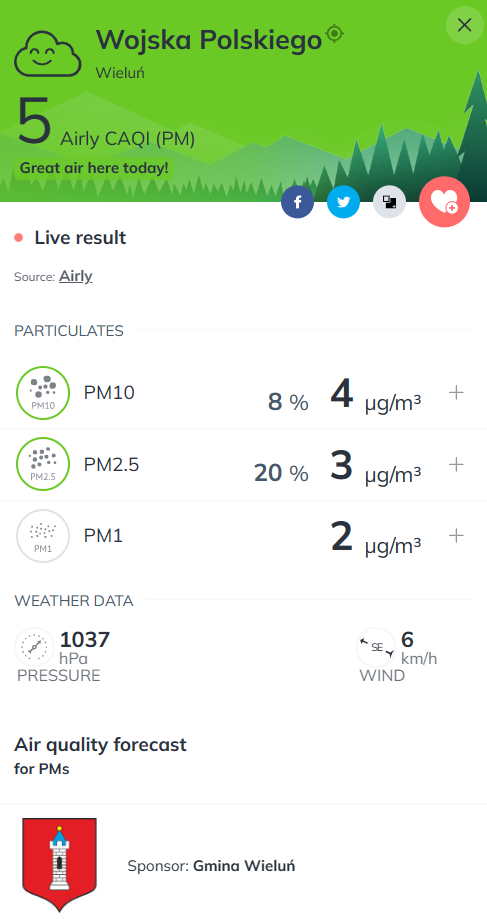 Wojska Polskiego
Wieluń
5 Airly CAQI (PM)
Great air here today!
Live result
Source: Airly
PARTICULATES
PM10 PM10 8 % 4 µg/m³
PM2.5 PM2.5 20 % 3 µg/m³
PM1 PM1 2 µg/m³
WEATHER DATA
1037 SE 6
hPa km/h
PRESSURE WIND
Air quality forecast
for PMs
Sponsor: Gmina Wieluń